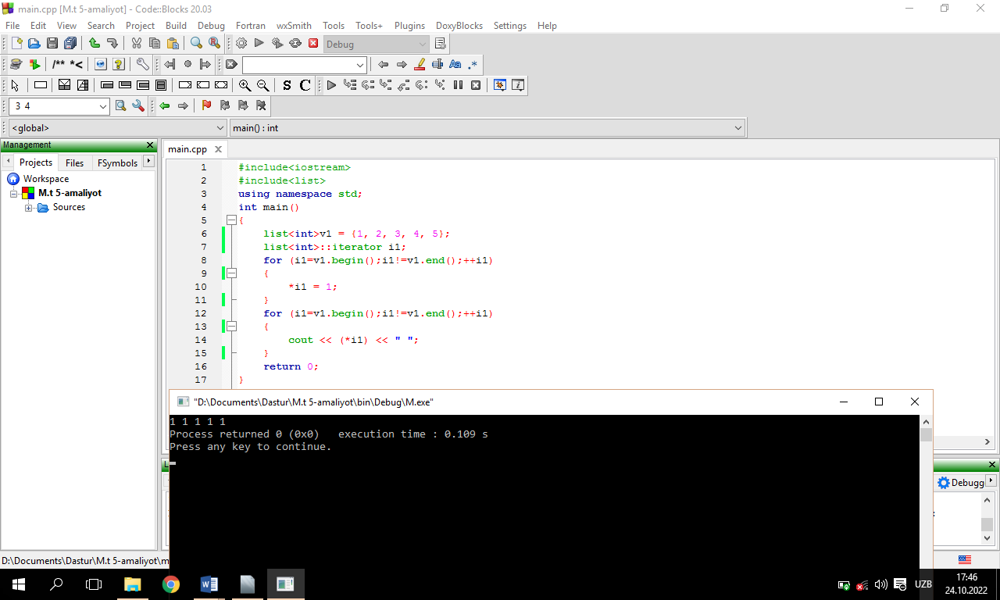 main.cpp [M.t 5-amaliyot] - Code::Blocks 20.03
File Edit View Search Project Build Debug Fortran wxSmith Tools Tools+ Plugins DoxyBlocks Settings Help
Debug
/** *<
S C
3 4
<global> main() : int
Management
main.cpp
Projects Files FSymbols
Workspace
M.t 5-amaliyot
Sources
1 #include<iostream>
2 #include<list>
3 using namespace std;
4 int main()
5 {
6 list<int>v1 = {1, 2, 3, 4, 5};
7 list<int>::iterator i1;
8 for (i1=v1.begin();i1!=v1.end();++i1)
9 {
10 *i1 = 1;
11 }
12 for (i1=v1.begin();i1!=v1.end();++i1)
13 {
14 cout << (*i1) << " ";
15 }
16 return 0;
17 }
"D:\Documents\Dastur\M.t 5-amaliyot\bin\Debug\M.exe"
1 1 1 1 1
Process returned 0 (0x0)   execution time : 0.109 s
Press any key to continue.
Debugg
D:\Documents\Dastur\M.t 5-amaliyot\m
UZB
17:46
24.10.2022